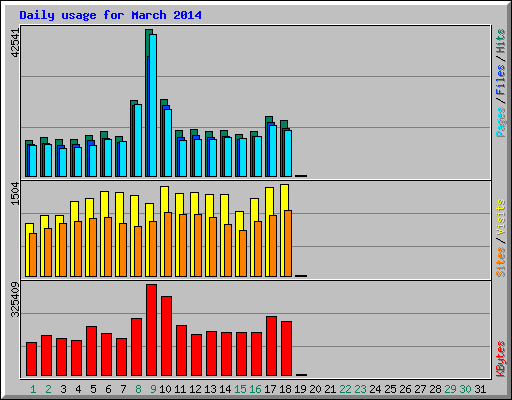 Daily usage for March 2014
42541
Pages / Files / Hits
1504
Sites / Visits
325409
KBytes
1 2 3 4 5 6 7 8 9 10 11 12 13 14 15 16 17 18 19 20 21 22 23 24 25 26 27 28 29 30 31